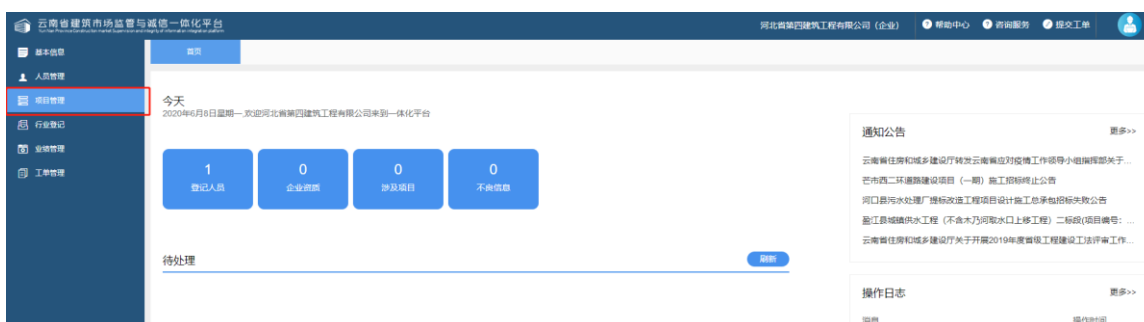 云南省建筑市场监管与诚信一体化平台
河北省第四建筑工程有限公司（企业）
帮助中心
咨询服务
提交工单
基本信息
人员管理
项目管理
行业登记
业绩管理
工单管理
首页
今天
2020年6月8日星期一,欢迎河北省第四建筑工程有限公司来到一体化平台
1
登记人员
0
企业资质
0
涉及项目
0
不良信息
待处理
刷新
通知公告
更多>>
云南省住房和城乡建设厅转发云南省应对疫情工作领导小组指挥部关于...
芒市西二环道路建设项目（一期）施工招标终止公告
河口县污水处理厂提标改造工程项目设计施工总承包招标失败公告
盈江县城镇供水工程（不含木乃河取水口上移工程）二标段(项目编号：...
云南省住房和城乡建设厅关于开展2019年度省级工程建设工法评审工作...
操作日志
更多>>
消息
操作时间